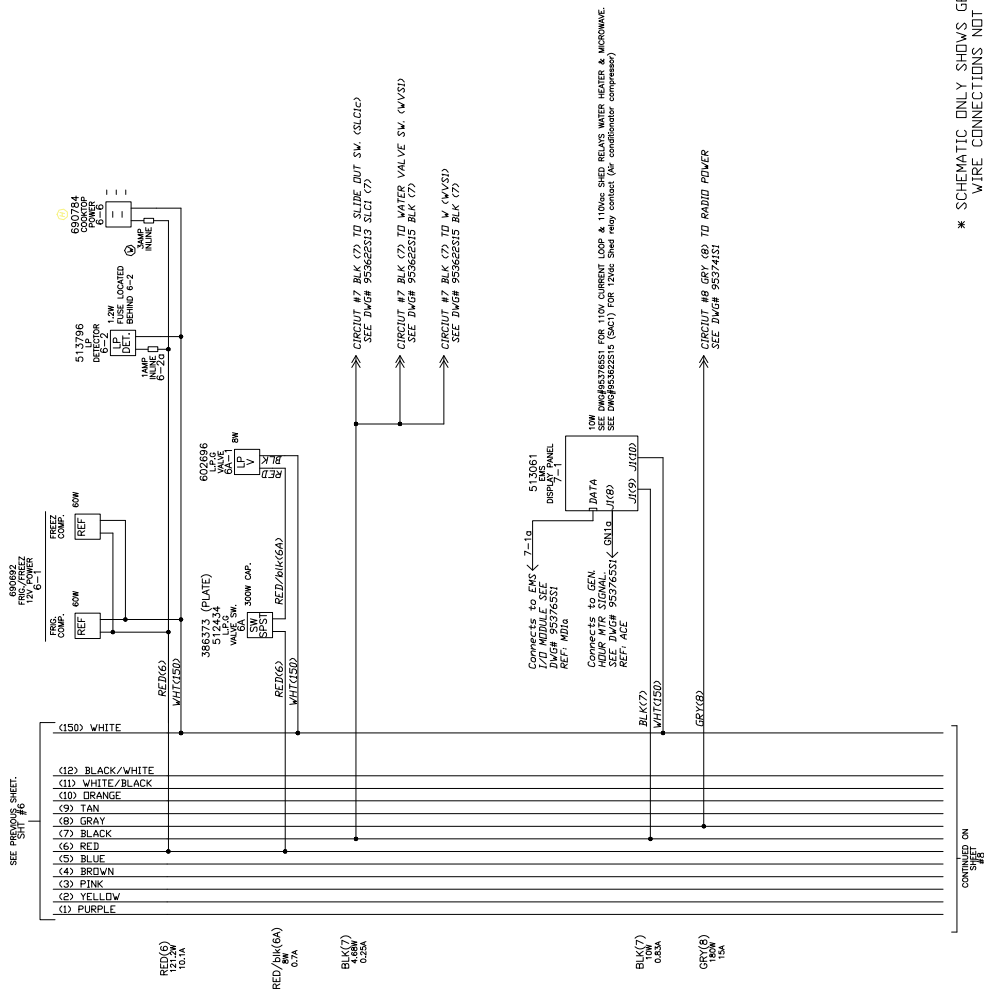 690784
COOKTOP
POWER
6-6
3AMP
INLINE
513796
LP
DETECTOR
6-2
1.2W
FUSE LOCATED
BEHIND 6-2
LP
DET.
1AMP
INLINE
6-2a
690692
FRIG./FREEZ
12V POWER
6-1
FREEZ
COMP.
60W
REF
FRIG.
COMP.
60W
REF
RED(6)
WHT(150)
602696
L.P.G
VALVE
6A-1
8W
LP
V
RED
BLK
386373 (PLATE)
512434
L.P.G
VALVE SW.
6A
300W CAP.
SW
SPST
RED/blk(6A)
RED(6)
WHT(150)
CIRCIUT #7 BLK (7) TO SLIDE OUT SW. (SLC1c)
SEE DWG# 953622S13 SLC1 (7)
CIRCIUT #7 BLK (7) TO WATER VALVE SW. (WVS1)
SEE DWG# 953622S15 BLK (7)
CIRCIUT #7 BLK (7) TO W (WVS1)
SEE DWG# 953622S15 BLK (7)
513061
EMS
DISPLAY PANEL
7-1
10W
SEE DWG#953765S1 FOR 110V CURRENT LOOP & 110Vac SHED RELAYS WATER HEATER & MICROWAVE.
SEE DWG#953622S15 (SAC1) FOR 12Vdc Shed relay contact (Air conditionator compressor)
DATA
J1(8)
J1(9)
J1(10)
7-1a
GN1a
Connects to EMS
I/O MODULE SEE
DWG# 953765S1
REF: MD1a
Connects to GEN.
HOUR MTR SIGNAL.
SEE DWG# 953765S1
REF: ACE
BLK(7)
WHT(150)
GRY(8)
CIRCIUT #8 GRY (8) TO RADIO POWER
SEE DWG# 953741S1
* SCHEMATIC ONLY SHOWS GE
WIRE CONNECTIONS NOT
SEE PREVIOUS SHEET.
SHT #6
(150) WHITE
(12) BLACK/WHITE
(11) WHITE/BLACK
(10) ORANGE
(9) TAN
(8) GRAY
(7) BLACK
(6) RED
(5) BLUE
(4) BROWN
(3) PINK
(2) YELLOW
(1) PURPLE
CONTINUED ON
SHEET
#8
RED(6)
121.2W
10.1A
RED/blk(6A)
8W
0.7A
BLK(7)
4.68W
0.25A
BLK(7)
10W
0.83A
GRY(8)
180W
15A